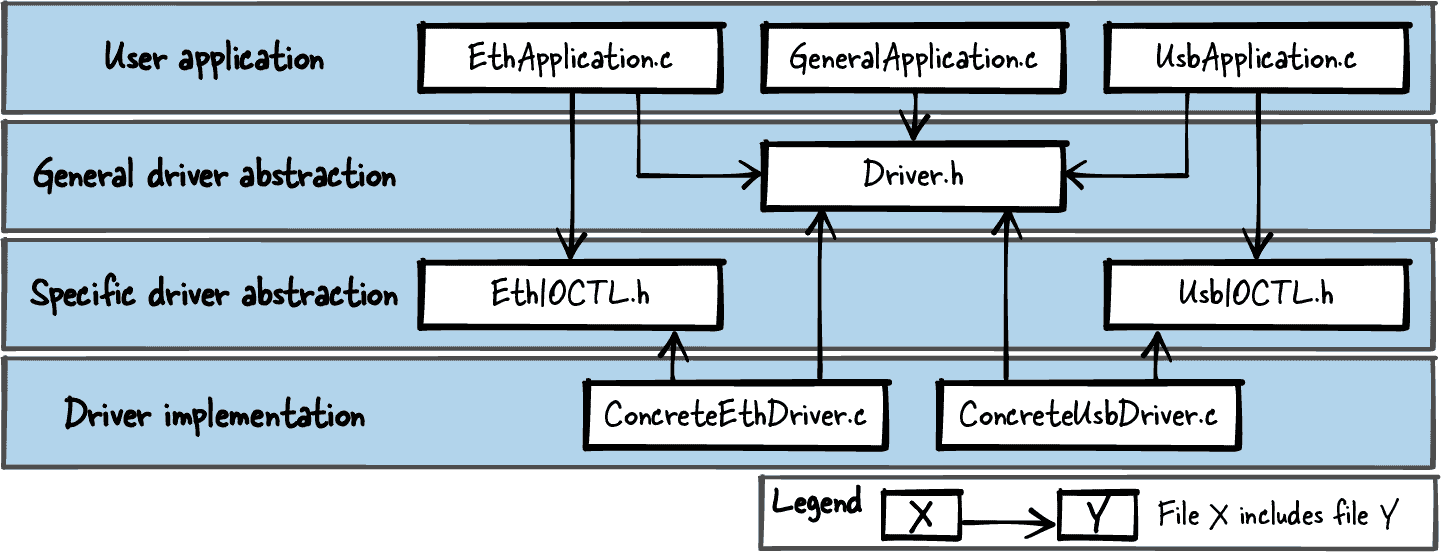 User application
EthApplication.c
GeneralApplication.c
UsbApplication.c
General driver abstraction
Driver.h
Specific driver abstraction
EthIOCTL.h
UsbIOCTL.h
Driver implementation
ConcreteEthDriver.c
ConcreteUsbDriver.c
Legend
X
Y
File X includes file Y